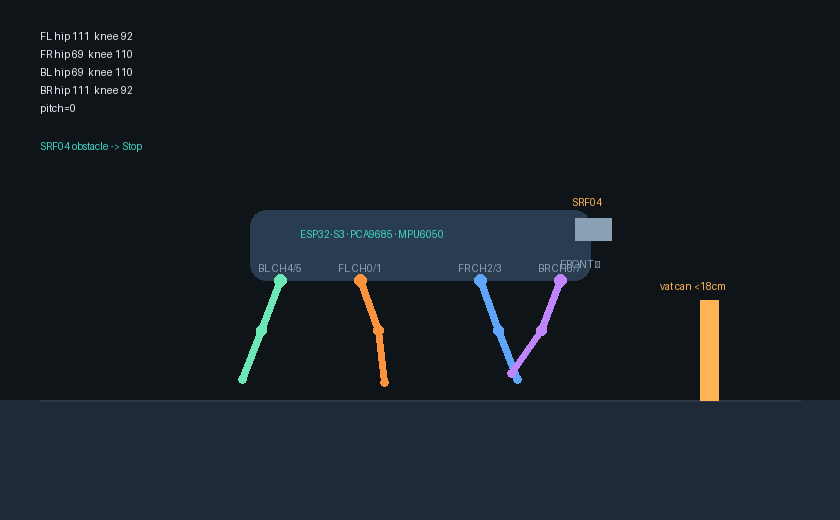 FL hip 111 knee 92
FR hip 69 knee 110
BL hip 69 knee 110
BR hip 111 knee 92
pitch=0
SRF04 obstacle -> Stop
SRF04
ESP32-S3 · PCA9685 · MPU6050
FRONT
BL CH4/5
FL CH0/1
FR CH2/3
vat can <18cm